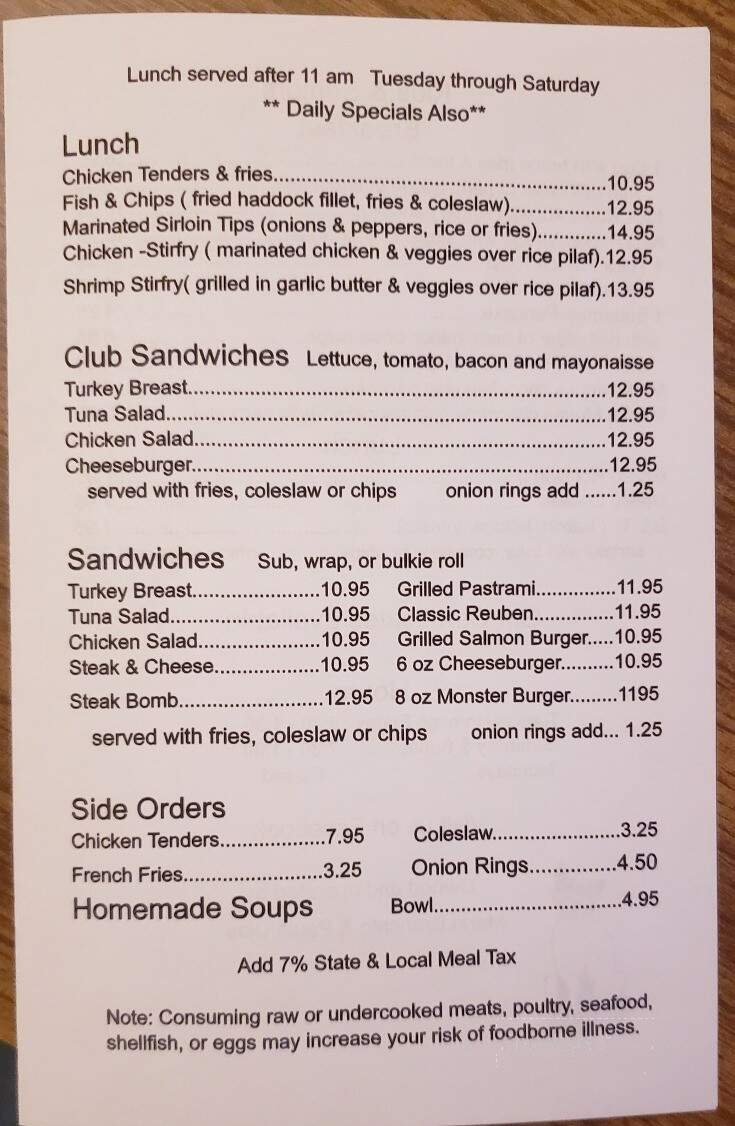 Lunch served after 11 am Tuesday through Saturday
** Daily Specials Also**
Lunch
Chicken Tenders & fries............................................................10.95
Fish & Chips ( fried haddock fillet, fries & coleslaw).................12.95
Marinated Sirloin Tips (onions & peppers, rice or fries).............14.95
Chicken -Stirfry ( marinated chicken & veggies over rice pilaf).12.95
Shrimp Stirfry( grilled in garlic butter & veggies over rice pilaf).13.95
Club Sandwiches Lettuce, tomato, bacon and mayonaisse
Turkey Breast...........................................................................12.95
Tuna Salad...............................................................................12.95
Chicken Salad..........................................................................12.95
Cheeseburger...........................................................................12.95
served with fries, coleslaw or chips onion rings add ......1.25
Sandwiches Sub, wrap, or bulkie roll
Turkey Breast.......................10.95 Grilled Pastrami...............11.95
Tuna Salad...........................10.95 Classic Reuben...............11.95
Chicken Salad......................10.95 Grilled Salmon Burger.....10.95
Steak & Cheese...................10.95 6 oz Cheeseburger..........10.95
Steak Bomb..........................12.95 8 oz Monster Burger.........1195
served with fries, coleslaw or chips onion rings add... 1.25
Side Orders
Chicken Tenders...................7.95 Coleslaw.......................3.25
French Fries.........................3.25 Onion Rings...............4.50
Homemade Soups Bowl..................................4.95
Add 7% State & Local Meal Tax
Note: Consuming raw or undercooked meats, poultry, seafood,
shellfish, or eggs may increase your risk of foodborne illness.